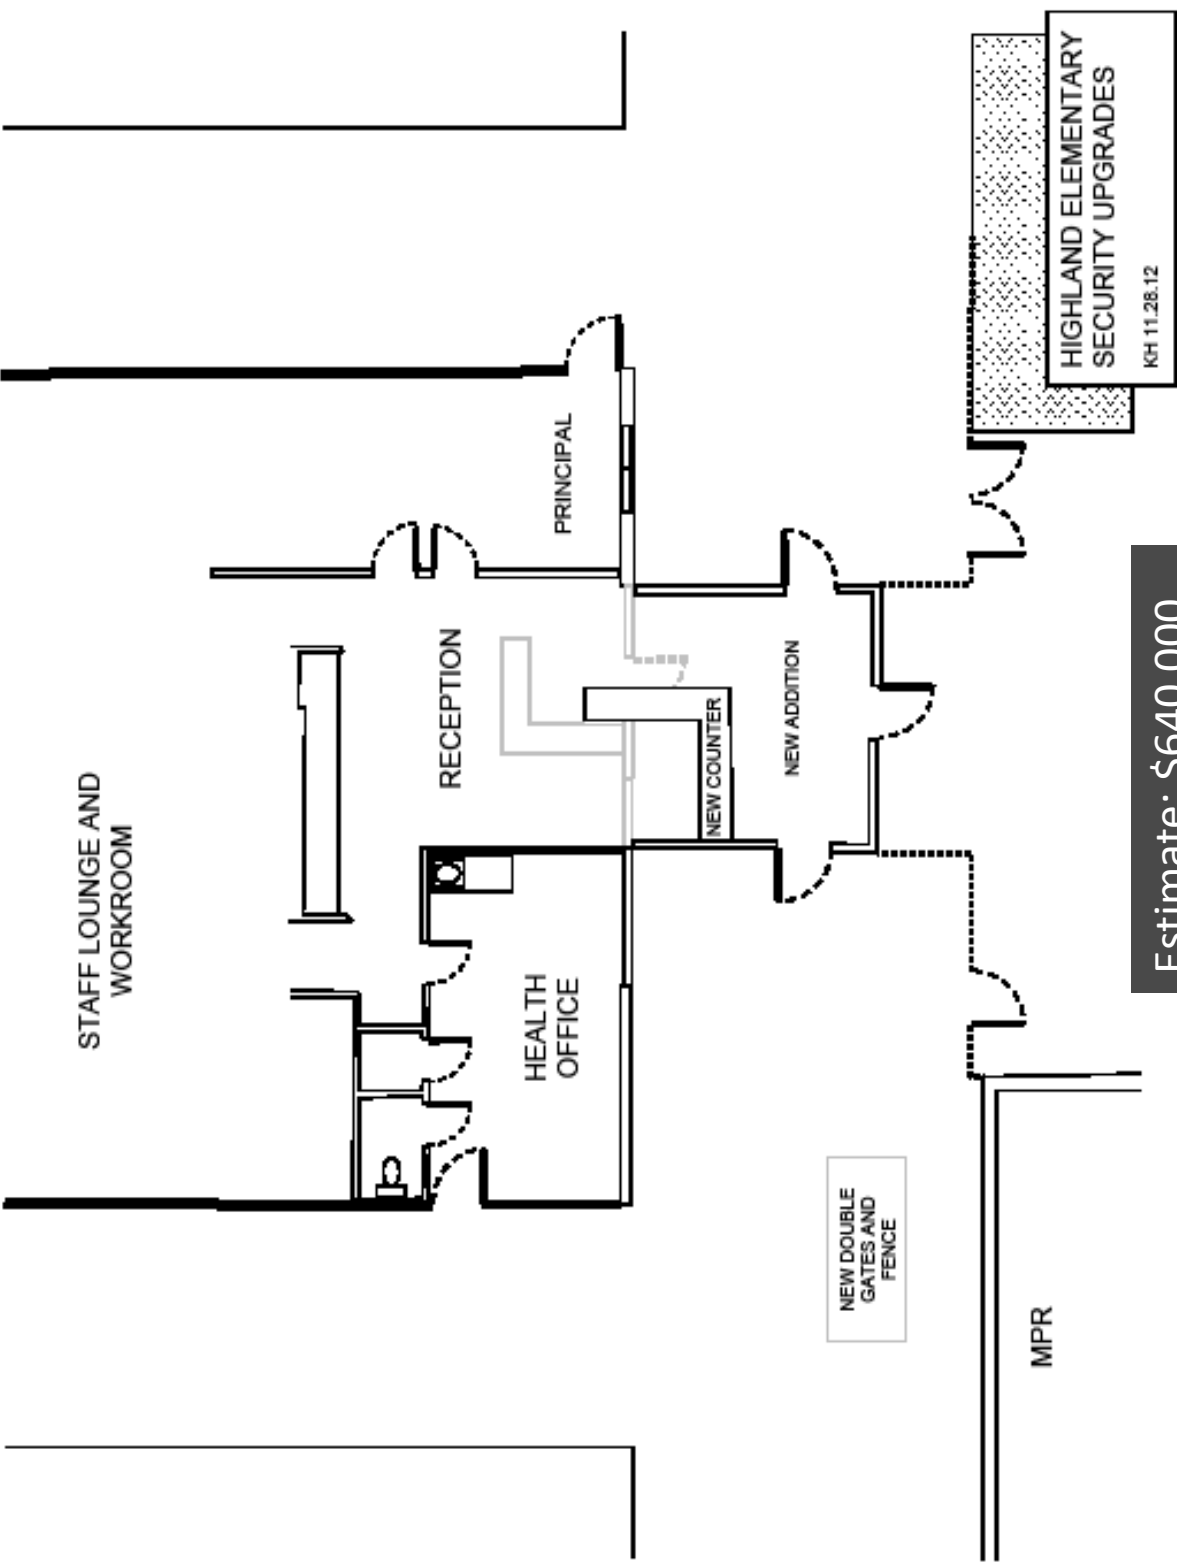 STAFF LOUNGE AND
WORKROOM
RECEPTION
PRINCIPAL
HEALTH
OFFICE
NEW COUNTER
NEW ADDITION
NEW DOUBLE
GATES AND
FENCE
MPR
HIGHLAND ELEMENTARY
SECURITY UPGRADES
KH 11.28.12
Estimate: $640,000